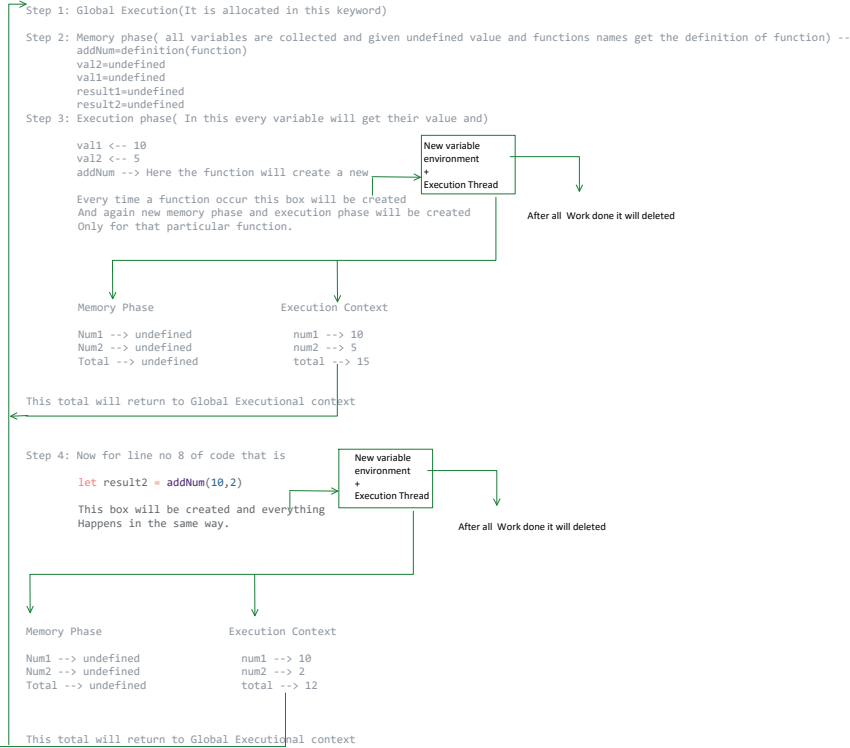 Step 1: Global Execution(It is allocated in this keyword)
Step 2: Memory phase( all variables are collected and given undefined value and functions names get the definition of function) --
addNum=definition(function)
val2=undefined
val1=undefined
result1=undefined
result2=undefined
Step 3: Execution phase( In this every variable will get their value and)
val1 <-- 10
val2 <-- 5
addNum --> Here the function will create a new
New variable
environment
+
Execution Thread
Every time a function occur this box will be created
And again new memory phase and execution phase will be created
Only for that particular function.
After all Work done it will deleted
Memory Phase
Execution Context
Num1 --> undefined
num1 --> 10
Num2 --> undefined
num2 --> 5
Total --> undefined
total --> 15
This total will return to Global Executional context
Step 4: Now for line no 8 of code that is
let result2 = addNum(10,2)
This box will be created and everything
Happens in the same way.
New variable
environment
+
Execution Thread
After all Work done it will deleted
Memory Phase
Execution Context
Num1 --> undefined
num1 --> 10
Num2 --> undefined
num2 --> 2
Total --> undefined
total --> 12
This total will return to Global Executional context